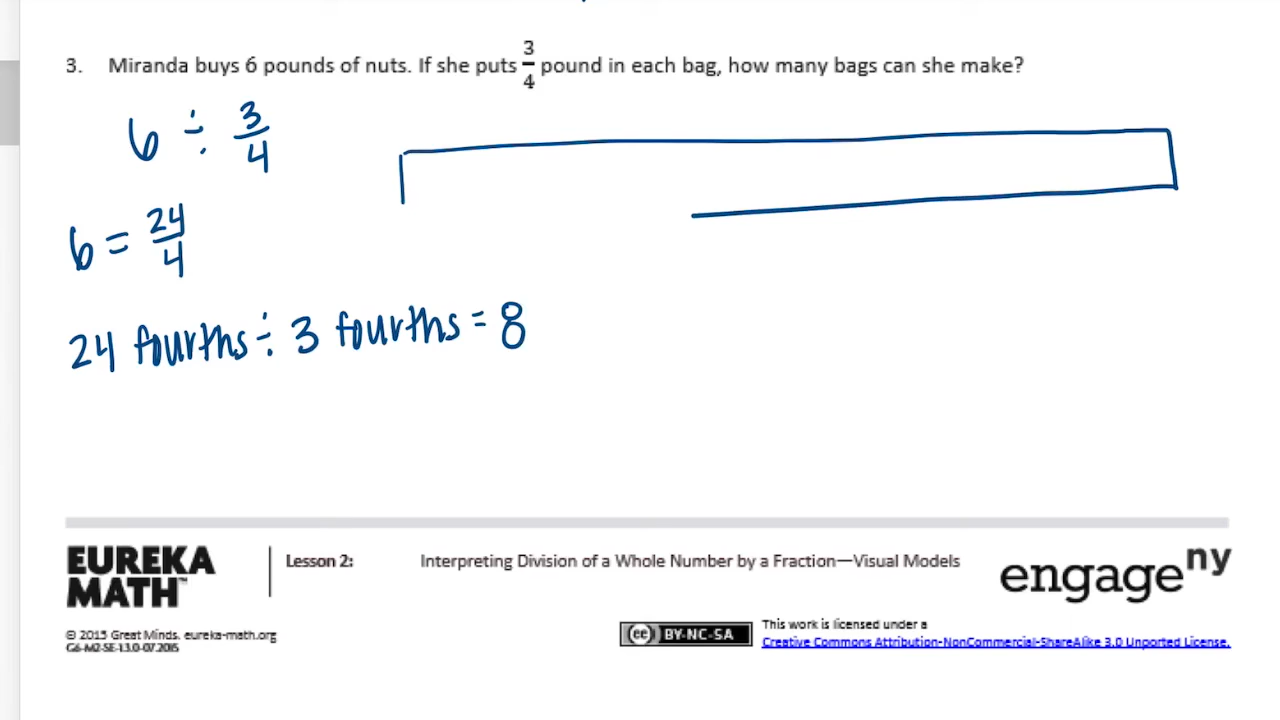 3. Miranda buys 6 pounds of nuts. If she puts 3/4 pound in each bag, how many bags can she make?
6 ÷ 3/4
6 = 24/4
24 fourths ÷ 3 fourths = 8
EUREKA MATH™
Lesson 2: Interpreting Division of a Whole Number by a Fraction—Visual Models
engage ny
© 2015 Great Minds. eureka-math.org
G6-M2-SE-1.3.0-07.2015
cc BY-NC-SA
This work is licensed under a
Creative Commons Attribution-NonCommercial-ShareAlike 3.0 Unported License.